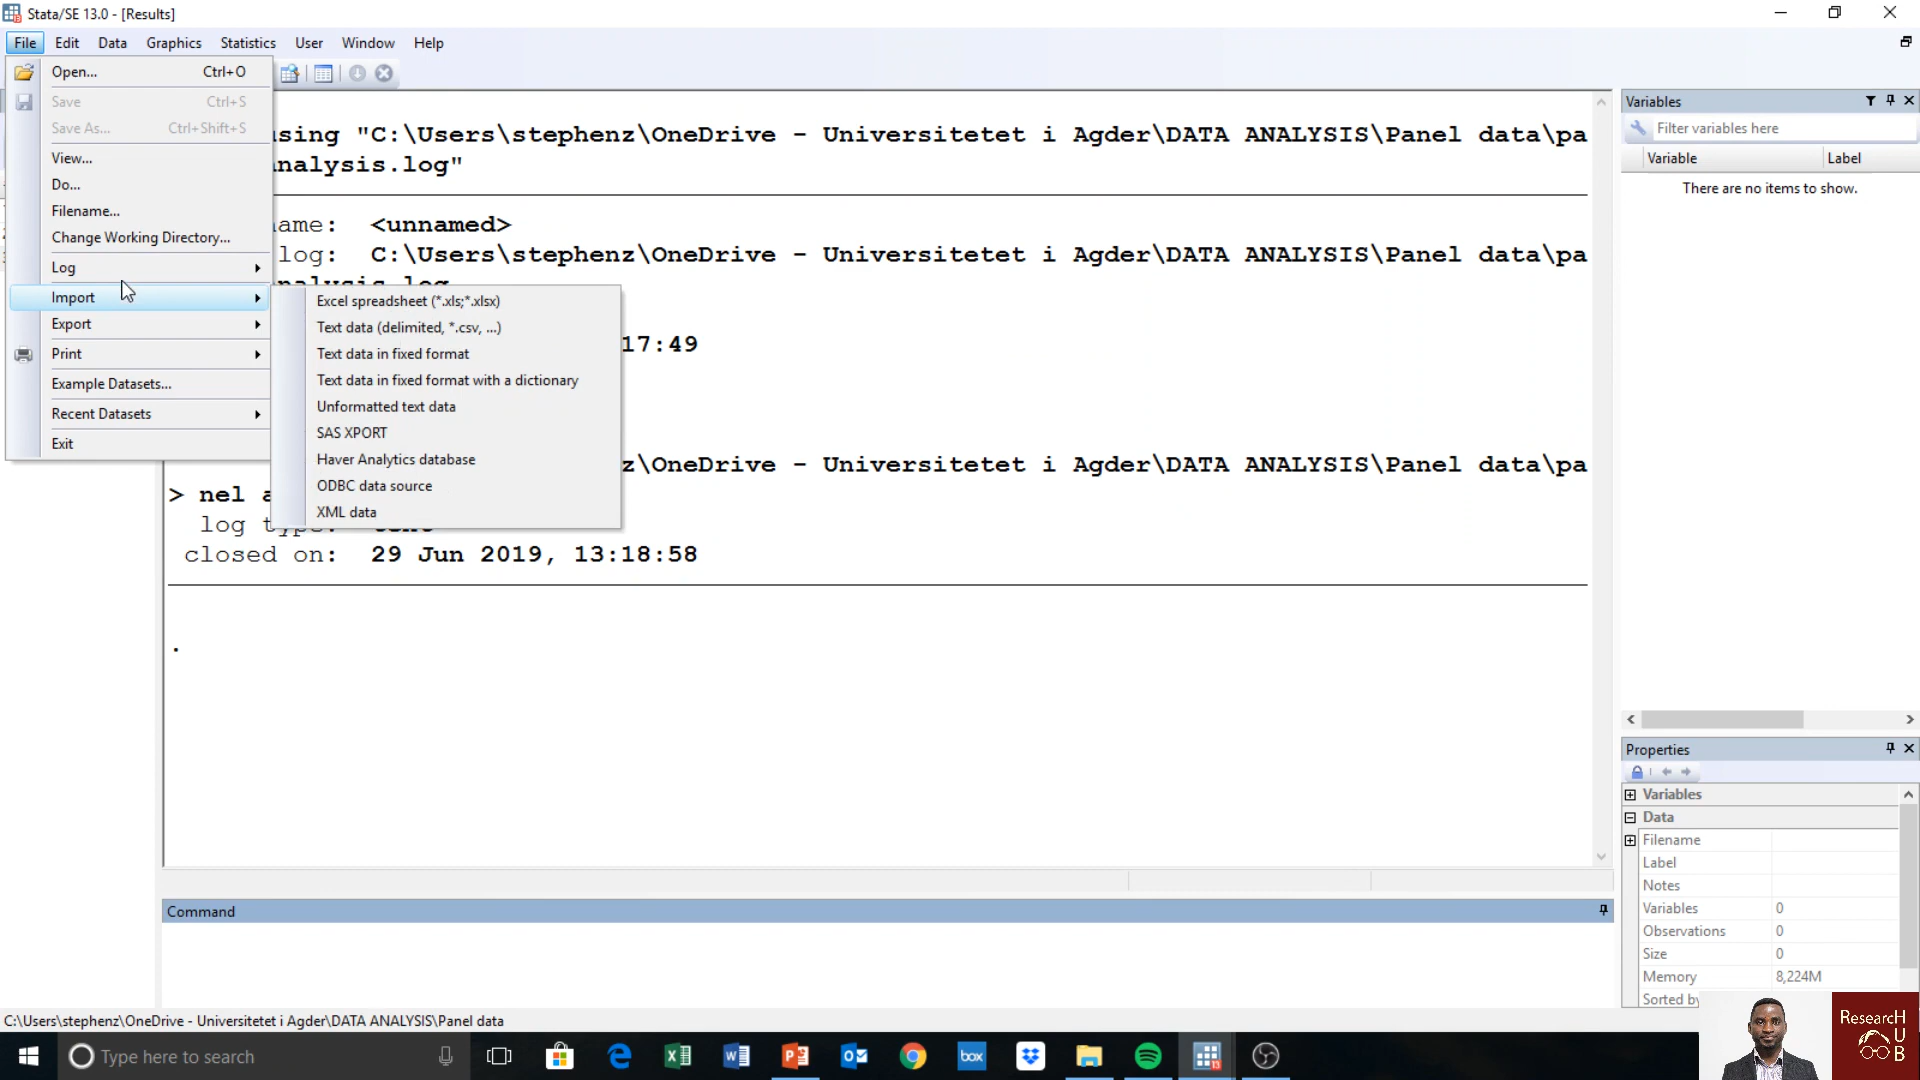 Stata/SE 13.0 - [Results]
File Edit Data Graphics Statistics User Window Help
Open... Ctrl+O
Save Ctrl+S
Save As... Ctrl+Shift+S
View...
Do...
Filename...
Change Working Directory...
Log
Import
Export
Print
Example Datasets...
Recent Datasets
Exit
Excel spreadsheet (*.xls;*.xlsx)
Text data (delimited, *.csv, ...)
Text data in fixed format
Text data in fixed format with a dictionary
Unformatted text data
SAS XPORT
Haver Analytics database
ODBC data source
XML data
using "C:\Users\stephenz\OneDrive - Universitetet i Agder\DATA ANALYSIS\Panel data\pa
nalysis.log"
ame: <unnamed>
log: C:\Users\stephenz\OneDrive - Universitetet i Agder\DATA ANALYSIS\Panel data\pa
17:49
z\OneDrive - Universitetet i Agder\DATA ANALYSIS\Panel data\pa
> nel a
log type:
closed on: 29 Jun 2019, 13:18:58
.
Command
Variables
Filter variables here
Variable Label
There are no items to show.
Properties
Variables
Data
Filename
Label
Notes
Variables 0
Observations 0
Size 0
Memory 8,224M
Sorted by
C:\Users\stephenz\OneDrive - Universitetet i Agder\DATA ANALYSIS\Panel data
Type here to search
box
ResearcH
U
B